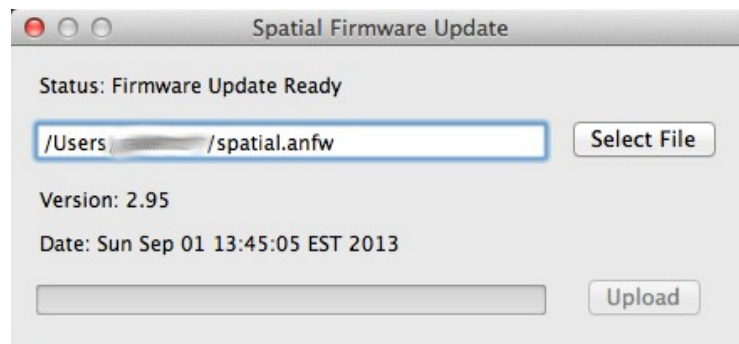 Spatial Firmware Update
Status: Firmware Update Ready
/Users/ /spatial.anfw Select File
Version: 2.95
Date: Sun Sep 01 13:45:05 EST 2013
Upload